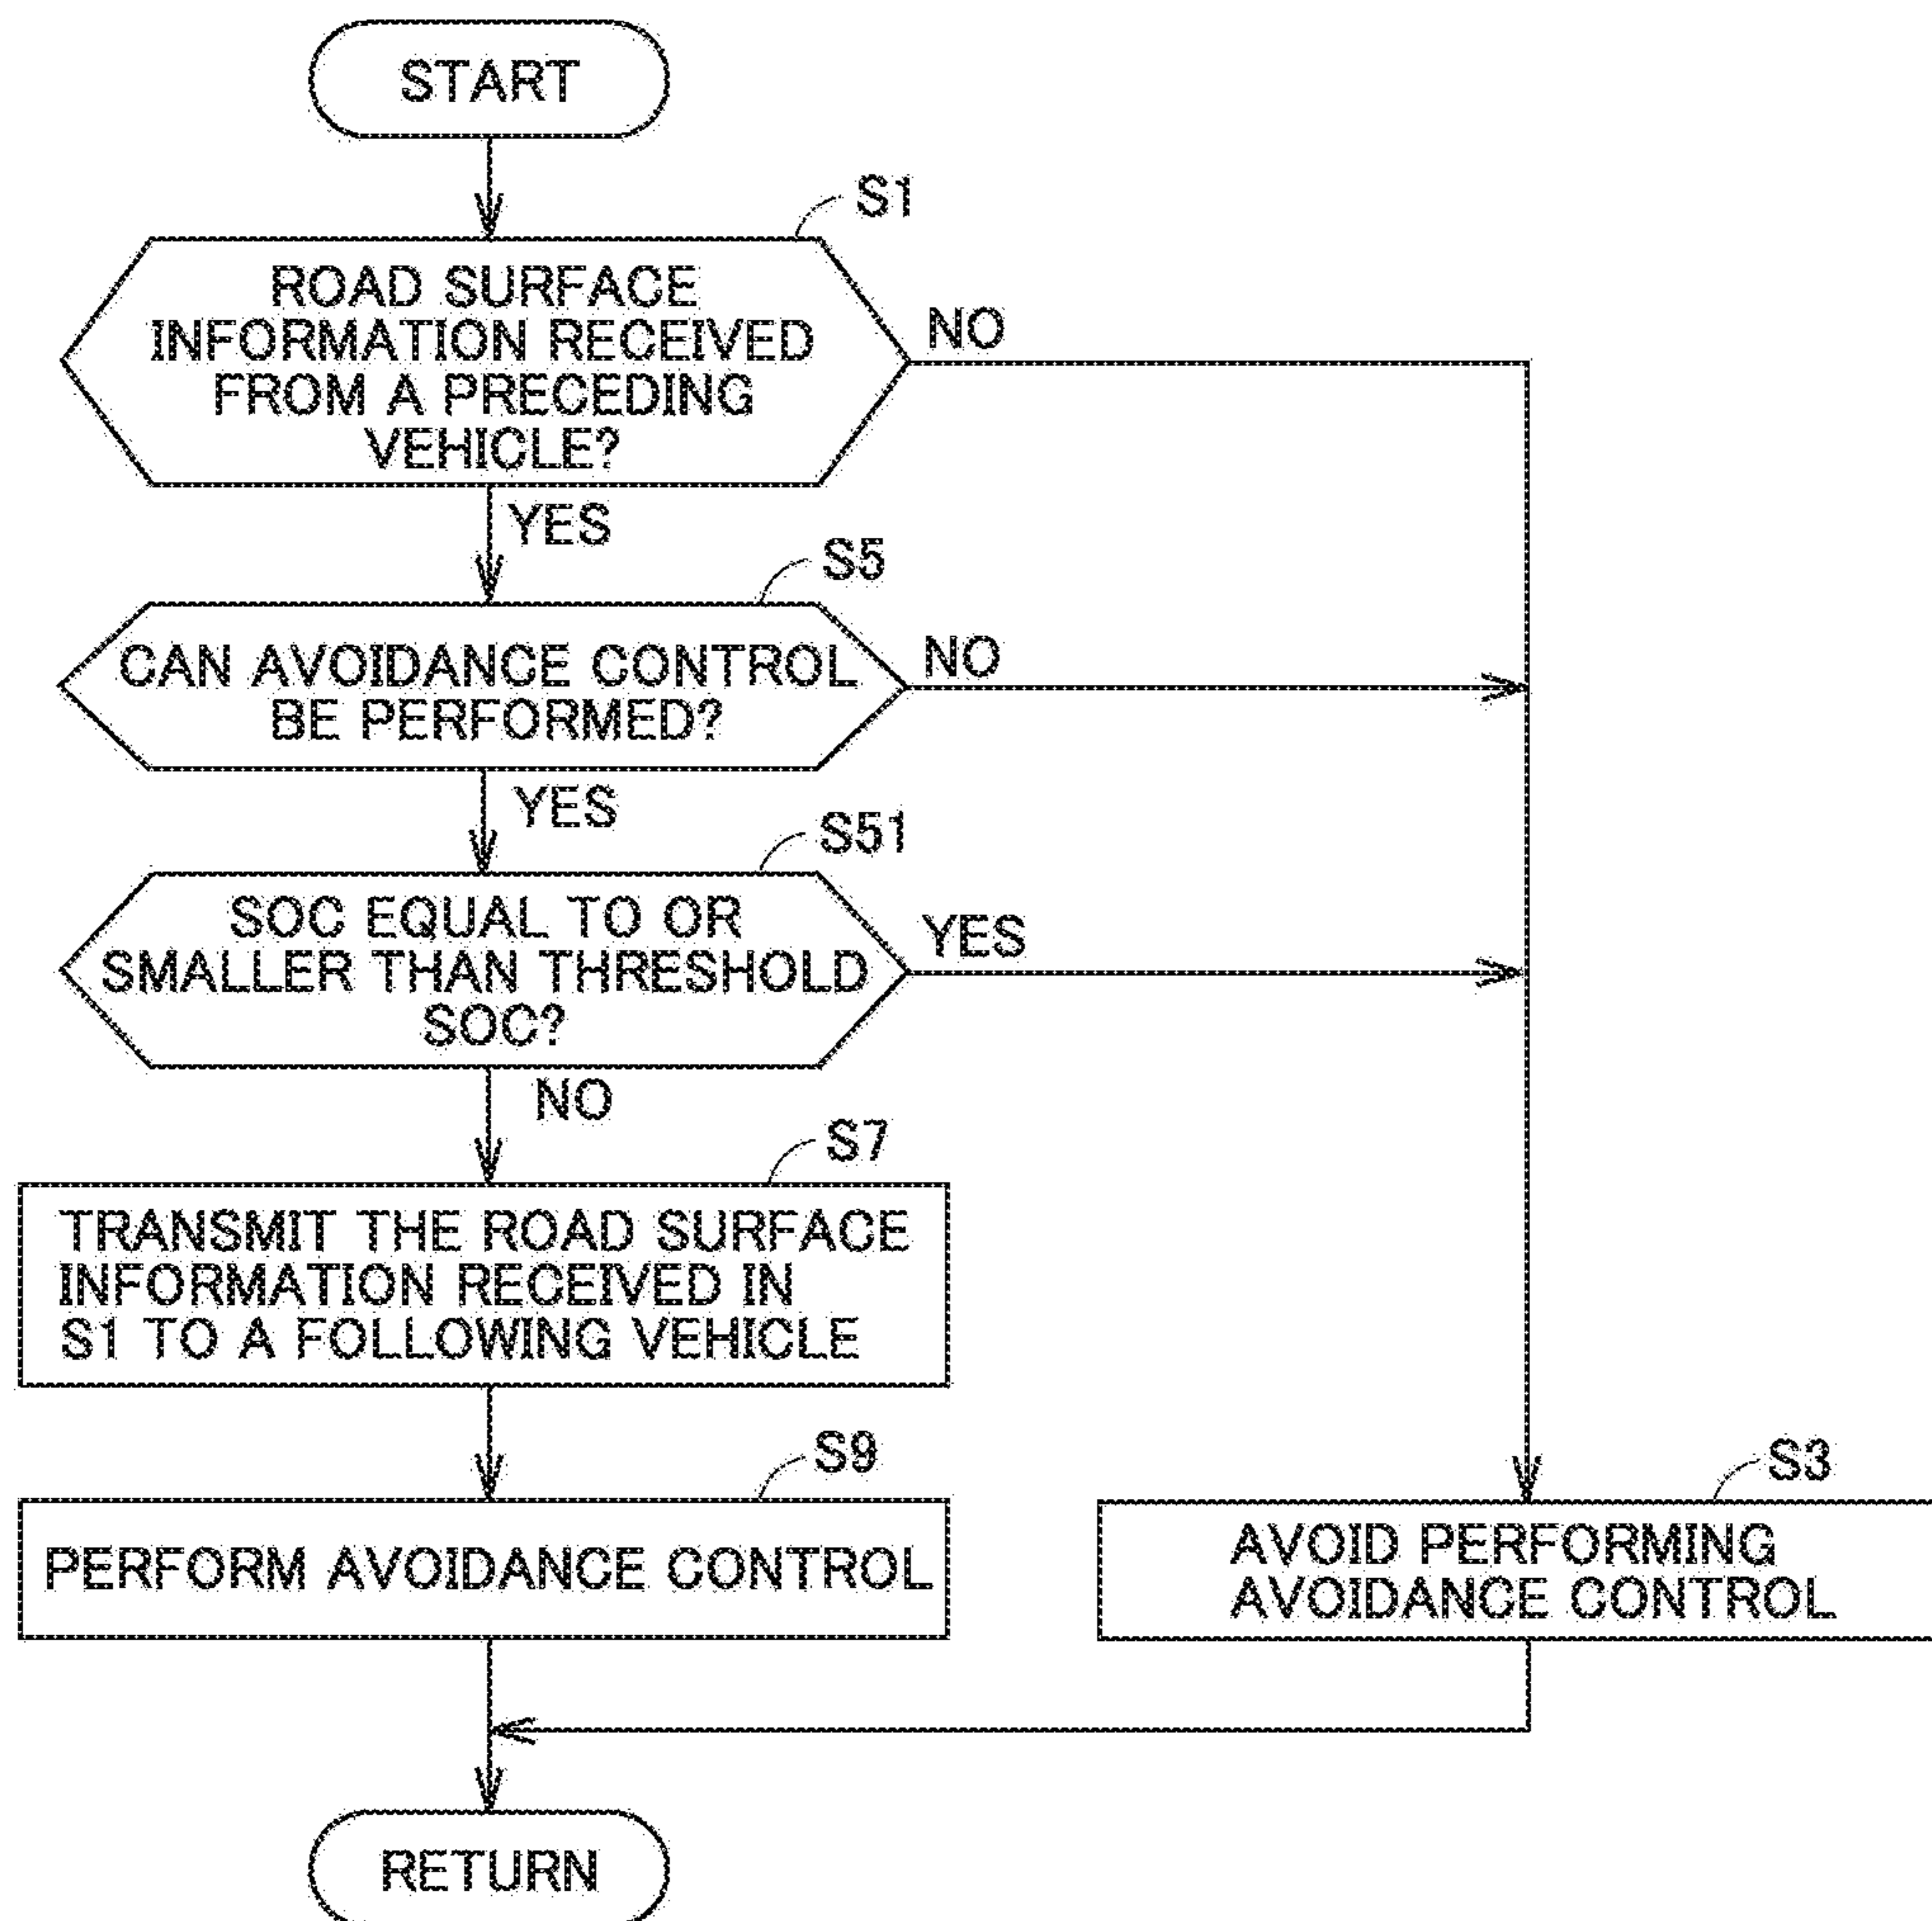 START
S1
ROAD SURFACE
INFORMATION RECEIVED
FROM A PRECEDING
VEHICLE?
NO
YES
S5
CAN AVOIDANCE CONTROL
BE PERFORMED?
NO
YES
S51
SOC EQUAL TO OR
SMALLER THAN THRESHOLD
SOC?
YES
NO
S7
TRANSMIT THE ROAD SURFACE
INFORMATION RECEIVED IN
S1 TO A FOLLOWING VEHICLE
S9
PERFORM AVOIDANCE CONTROL
S3
AVOID PERFORMING
AVOIDANCE CONTROL
RETURN